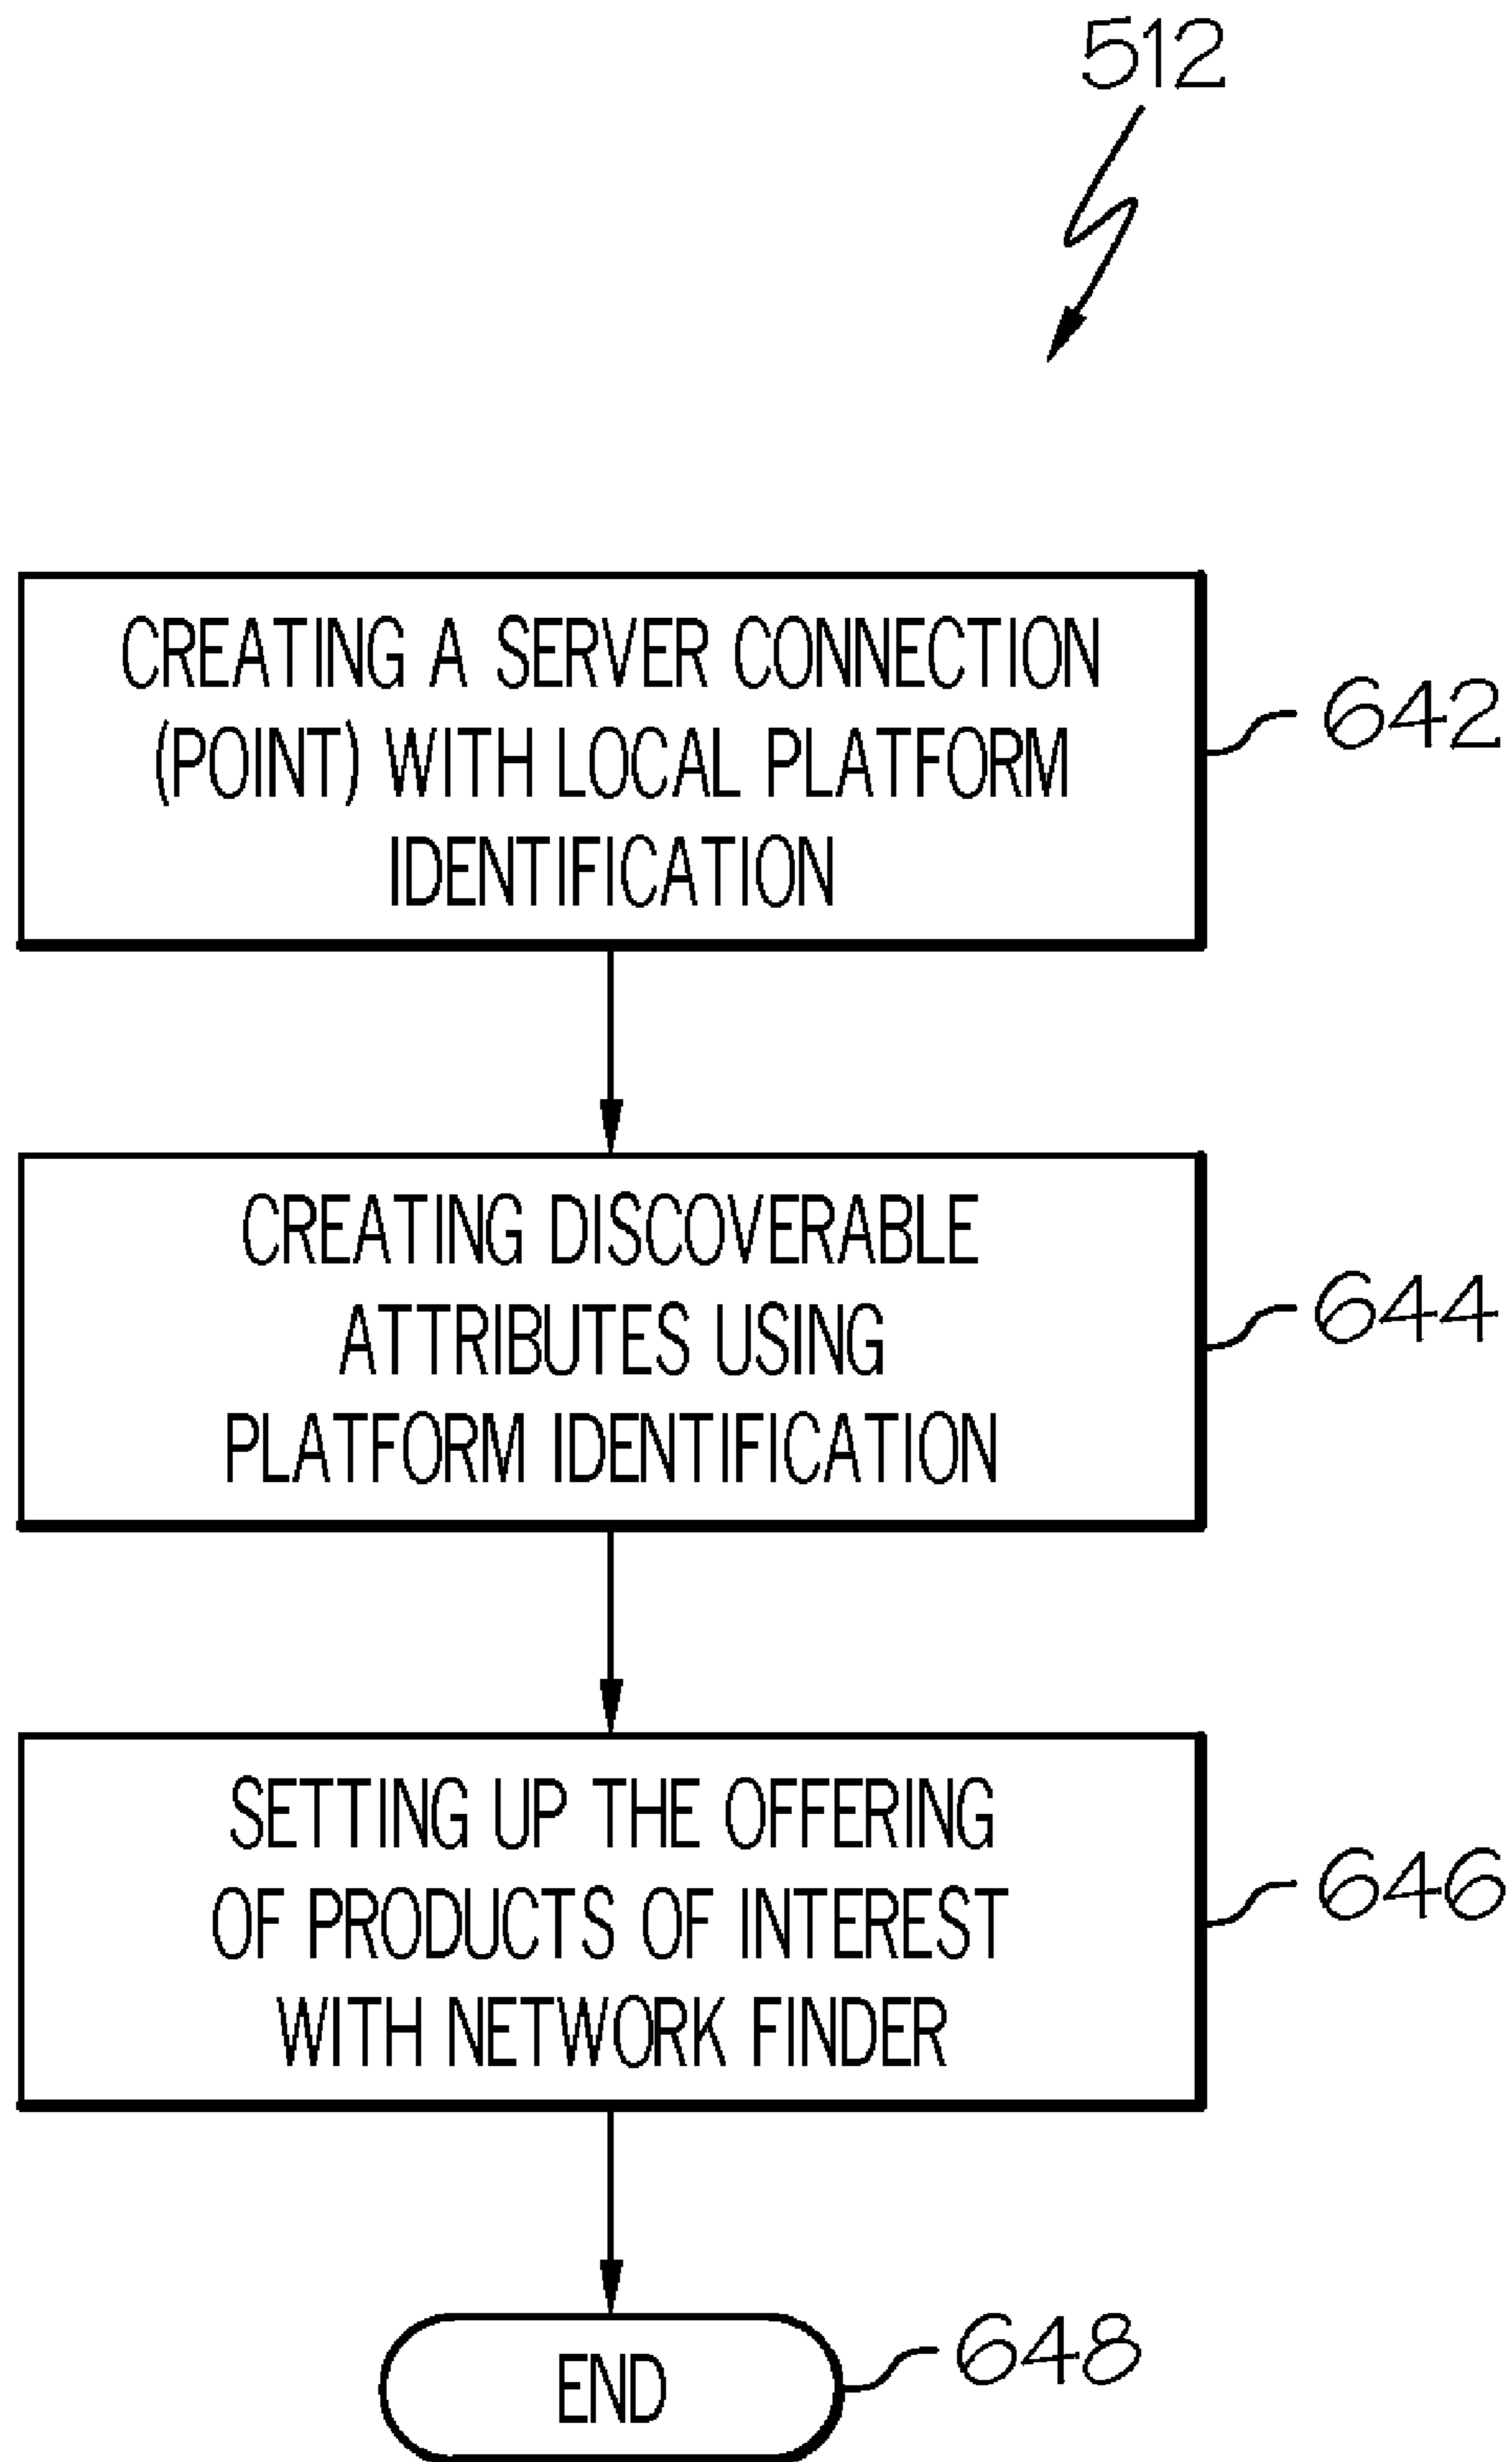 512
CREATING A SERVER CONNECTION
(POINT) WITH LOCAL PLATFORM
IDENTIFICATION
642
CREATING DISCOVERABLE
ATTRIBUTES USING
PLATFORM IDENTIFICATION
644
SETTING UP THE OFFERING
OF PRODUCTS OF INTEREST
WITH NETWORK FINDER
646
END
648